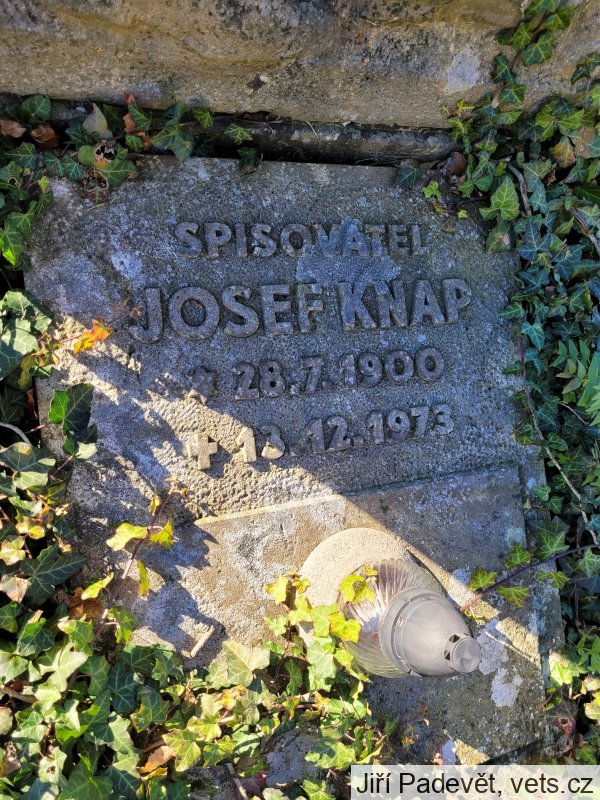 SPISOVATEL
JOSEF KNAP
* 28.7.1900
+ 13.12.1973
Jiří Padevět, vets.cz